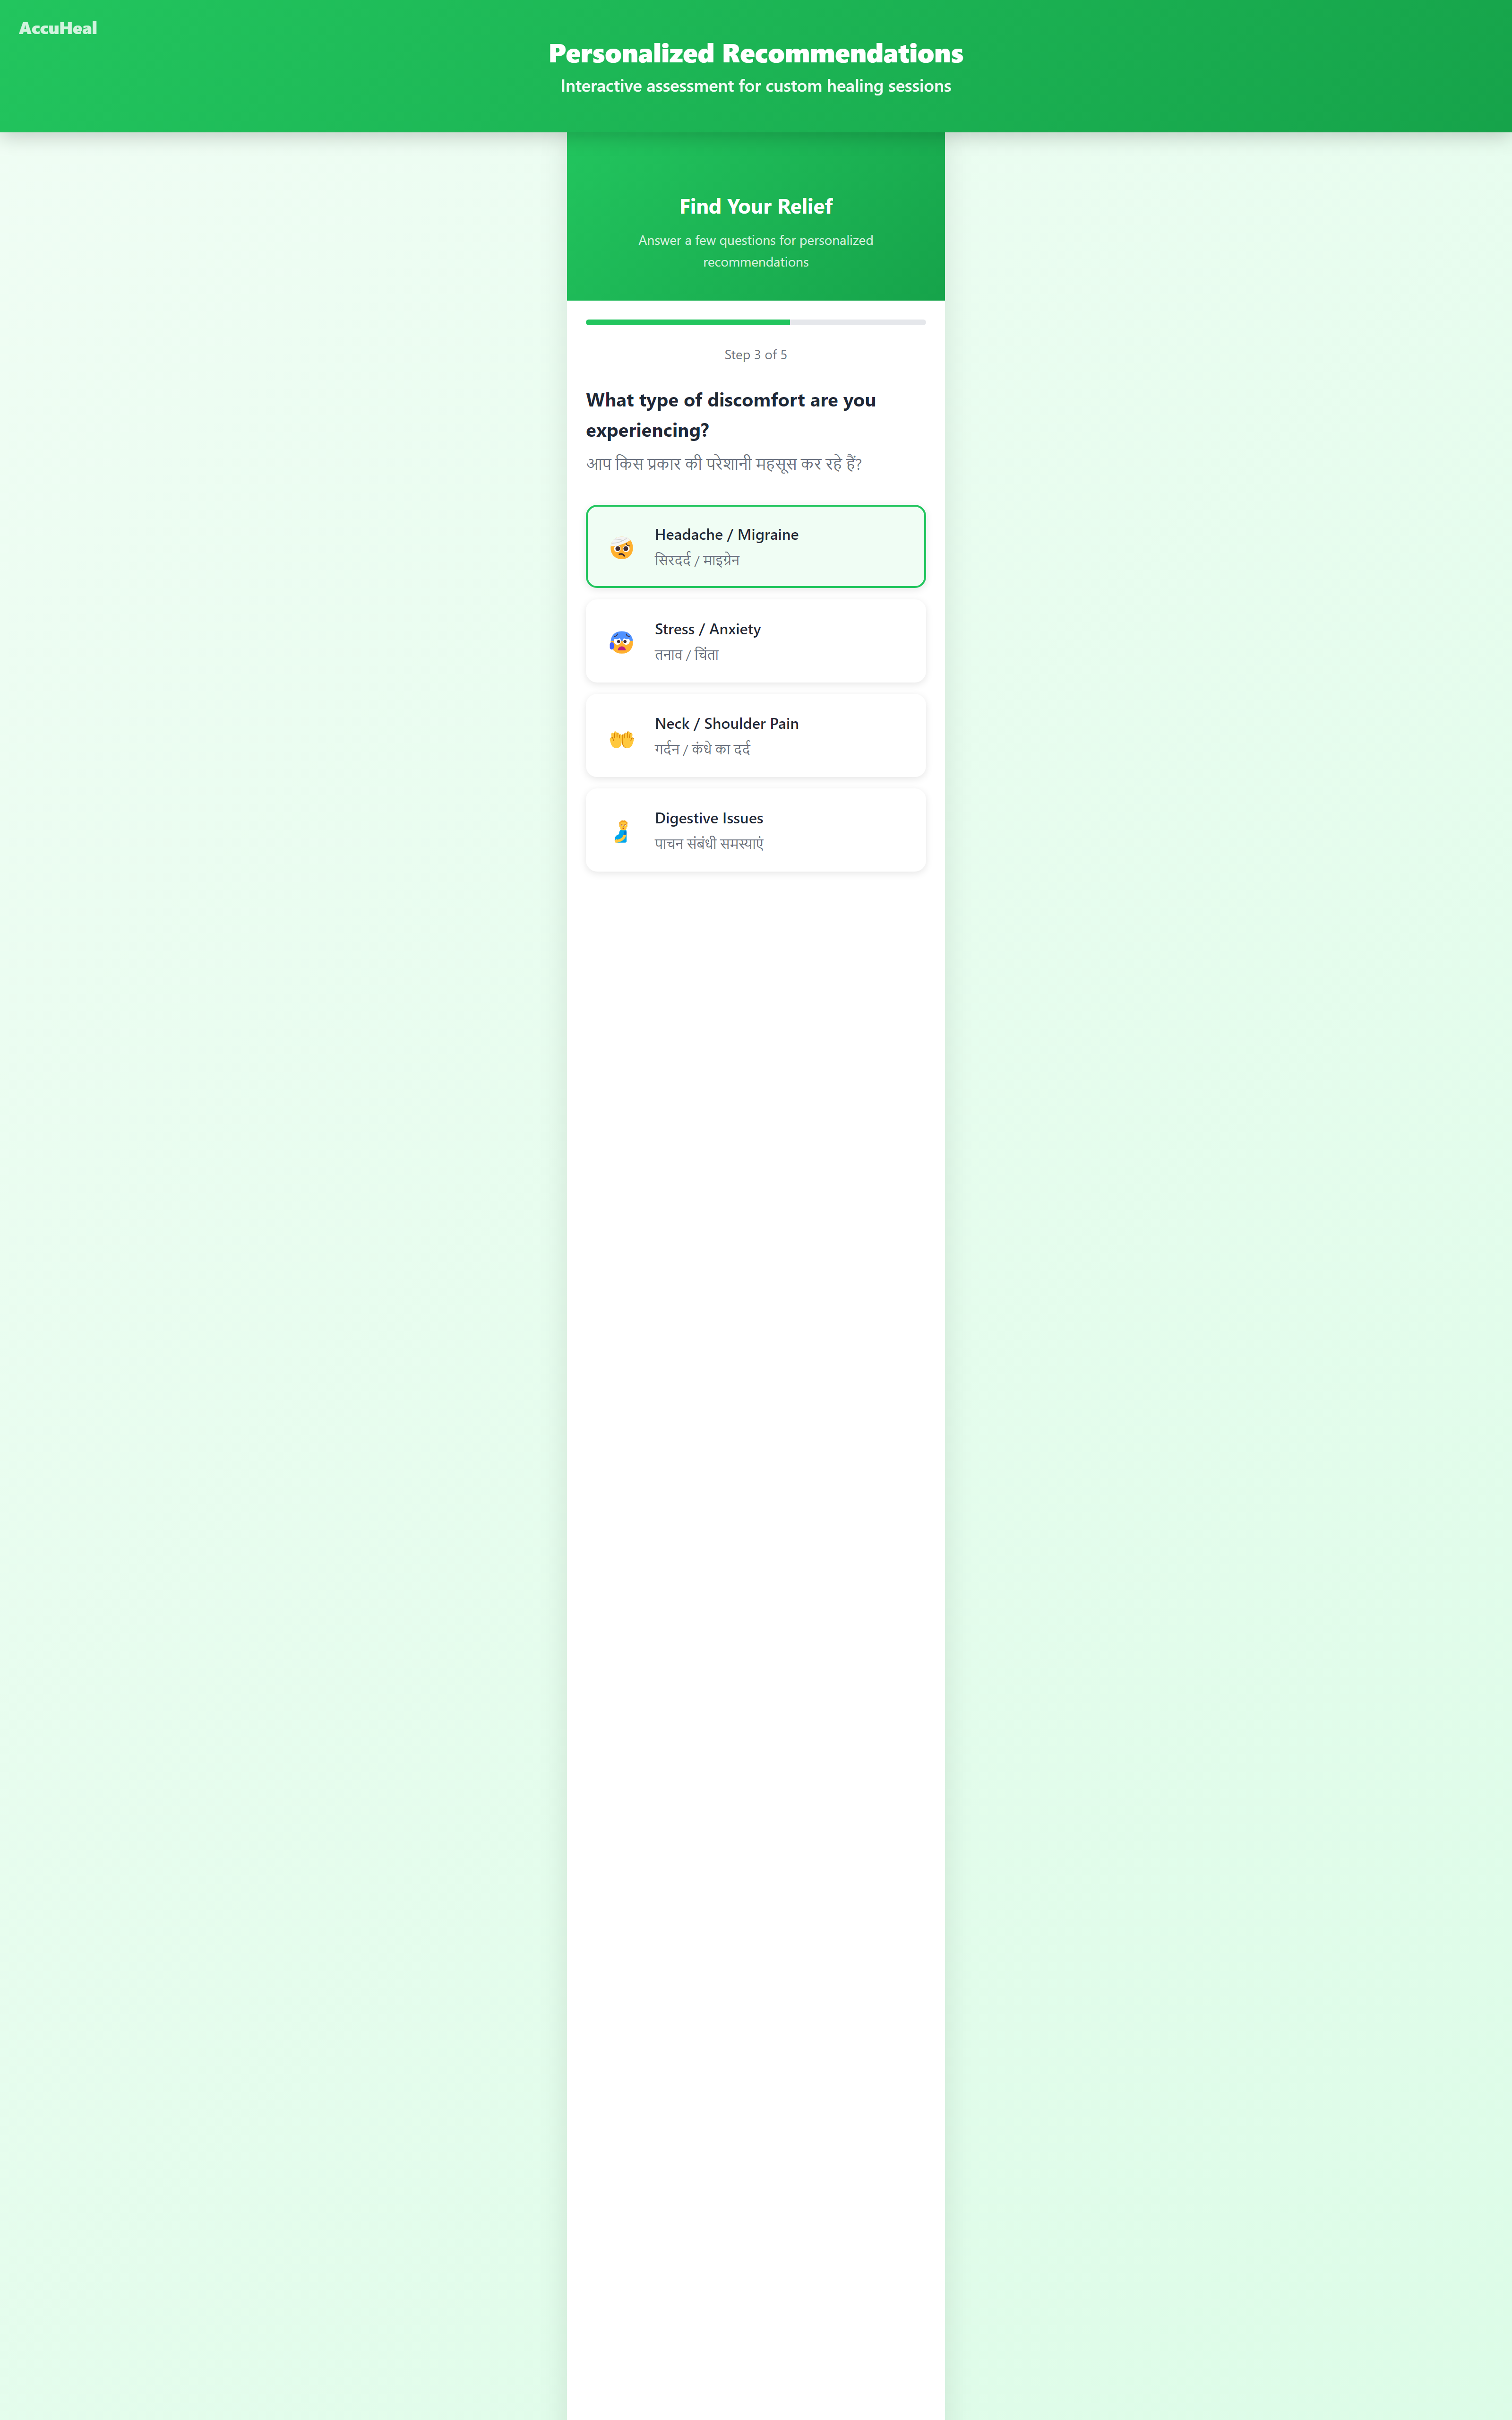 AccuHeal
Personalized Recommendations
Interactive assessment for custom healing sessions
Find Your Relief
Answer a few questions for personalized
recommendations
Step 3 of 5
What type of discomfort are you
experiencing?
आप किस प्रकार की परेशानी महसूस कर रहे हैं?
Headache / Migraine
सिरदर्द / माइग्रेन
Stress / Anxiety
तनाव / चिंता
Neck / Shoulder Pain
गर्दन / कंधे का दर्द
Digestive Issues
पाचन संबंधी समस्याएं